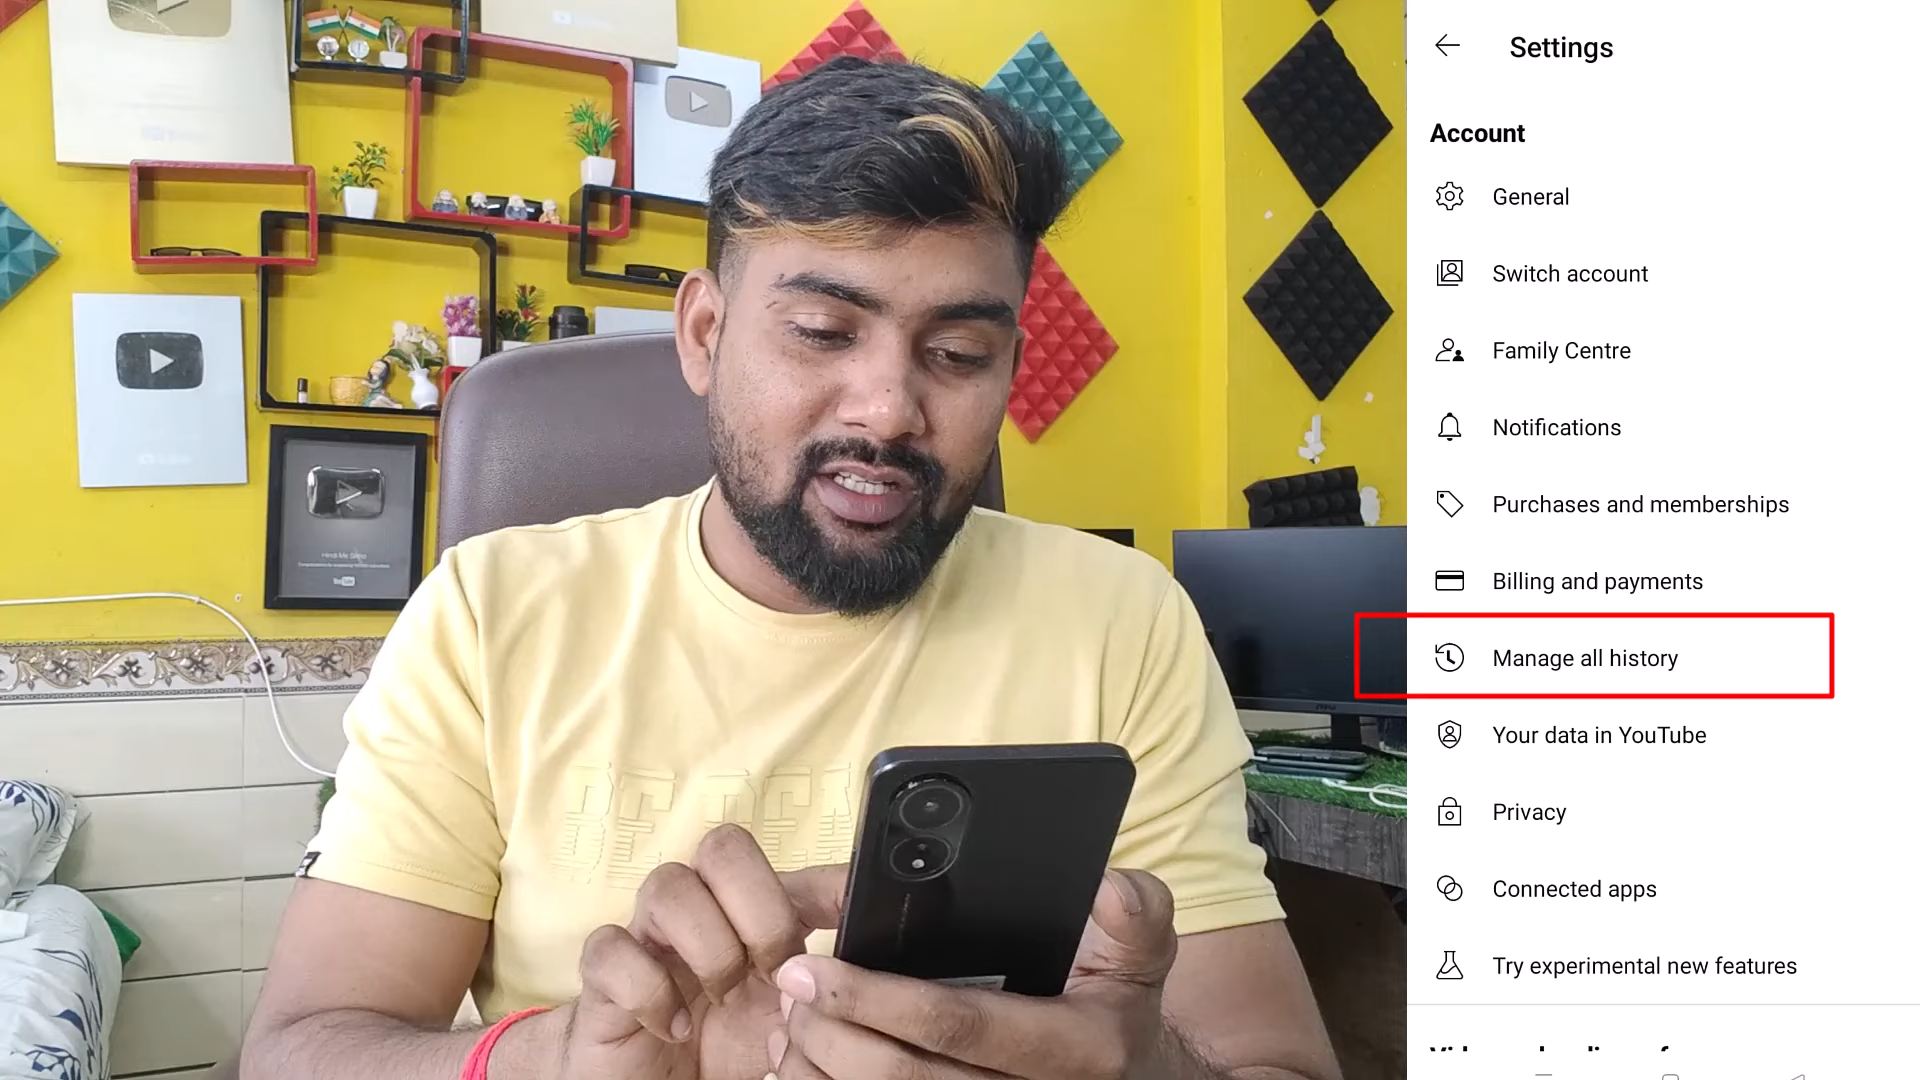 Settings
Account
General
Switch account
Family Centre
Notifications
Purchases and memberships
Billing and payments
Manage all history
Your data in YouTube
Privacy
Connected apps
Try experimental new features